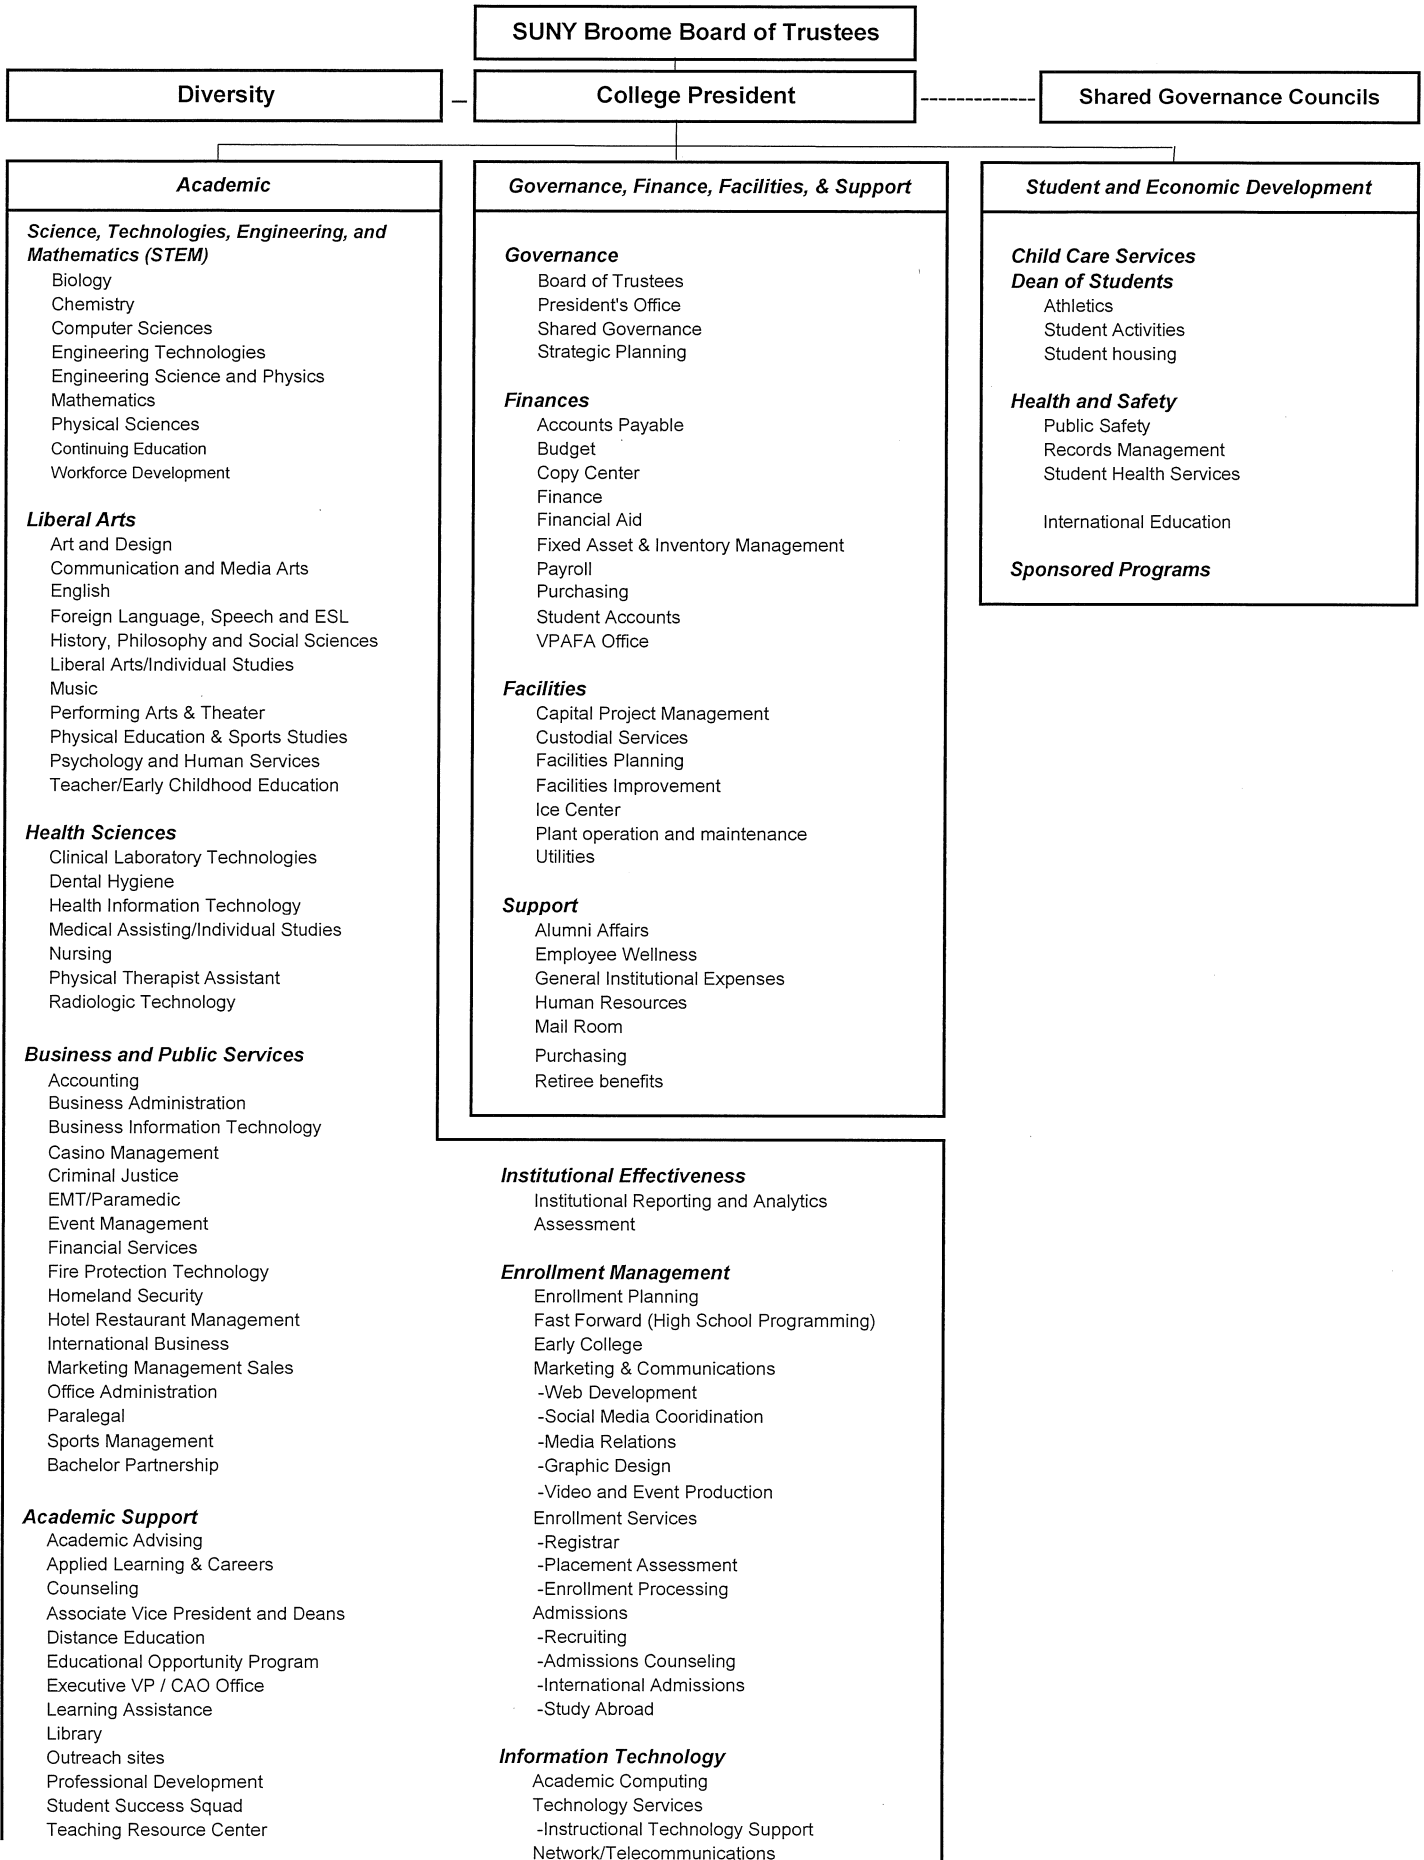 SUNY Broome Board of Trustees
Diversity
College President
Shared Governance Councils
Academic
Science, Technologies, Engineering, and
Mathematics (STEM)
Biology
Chemistry
Computer Sciences
Engineering Technologies
Engineering Science and Physics
Mathematics
Physical Sciences
Continuing Education
Workforce Development
Liberal Arts
Art and Design
Communication and Media Arts
English
Foreign Language, Speech and ESL
History, Philosophy and Social Sciences
Liberal Arts/Individual Studies
Music
Performing Arts & Theater
Physical Education & Sports Studies
Psychology and Human Services
Teacher/Early Childhood Education
Health Sciences
Clinical Laboratory Technologies
Dental Hygiene
Health Information Technology
Medical Assisting/Individual Studies
Nursing
Physical Therapist Assistant
Radiologic Technology
Business and Public Services
Accounting
Business Administration
Business Information Technology
Casino Management
Criminal Justice
EMT/Paramedic
Event Management
Financial Services
Fire Protection Technology
Homeland Security
Hotel Restaurant Management
International Business
Marketing Management Sales
Office Administration
Paralegal
Sports Management
Bachelor Partnership
Academic Support
Academic Advising
Applied Learning & Careers
Counseling
Associate Vice President and Deans
Distance Education
Educational Opportunity Program
Executive VP / CAO Office
Learning Assistance
Library
Outreach sites
Professional Development
Student Success Squad
Teaching Resource Center
Governance, Finance, Facilities, & Support
Governance
Board of Trustees
President's Office
Shared Governance
Strategic Planning
Finances
Accounts Payable
Budget
Copy Center
Finance
Financial Aid
Fixed Asset & Inventory Management
Payroll
Purchasing
Student Accounts
VPAFA Office
Facilities
Capital Project Management
Custodial Services
Facilities Planning
Facilities Improvement
Ice Center
Plant operation and maintenance
Utilities
Support
Alumni Affairs
Employee Wellness
General Institutional Expenses
Human Resources
Mail Room
Purchasing
Retiree benefits
Institutional Effectiveness
Institutional Reporting and Analytics
Assessment
Enrollment Management
Enrollment Planning
Fast Forward (High School Programming)
Early College
Marketing & Communications
-Web Development
-Social Media Cooridination
-Media Relations
-Graphic Design
-Video and Event Production
Enrollment Services
-Registrar
-Placement Assessment
-Enrollment Processing
Admissions
-Recruiting
-Admissions Counseling
-International Admissions
-Study Abroad
Information Technology
Academic Computing
Technology Services
-Instructional Technology Support
Network/Telecommunications
Student and Economic Development
Child Care Services
Dean of Students
Athletics
Student Activities
Student housing
Health and Safety
Public Safety
Records Management
Student Health Services
International Education
Sponsored Programs